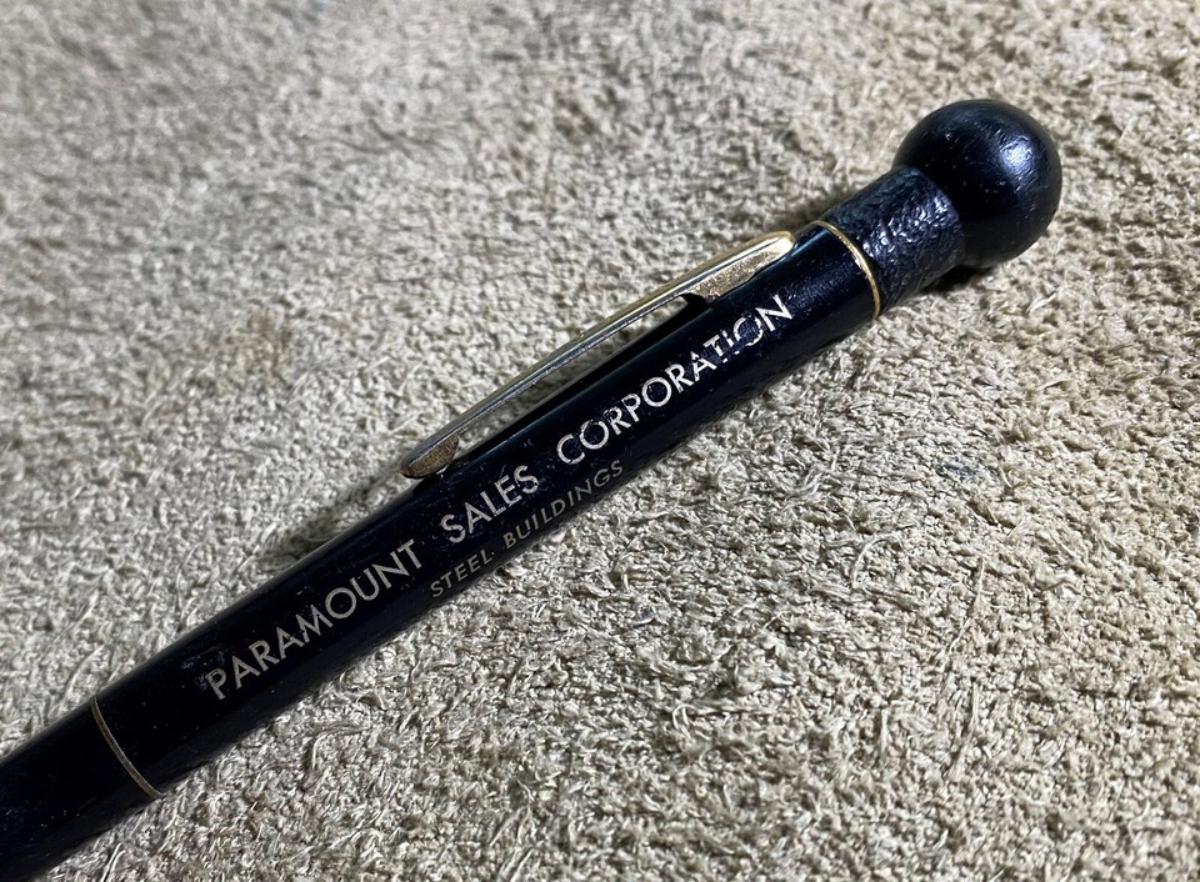 PARAMOUNT SALES CORPORATION
STEEL BUILDINGS